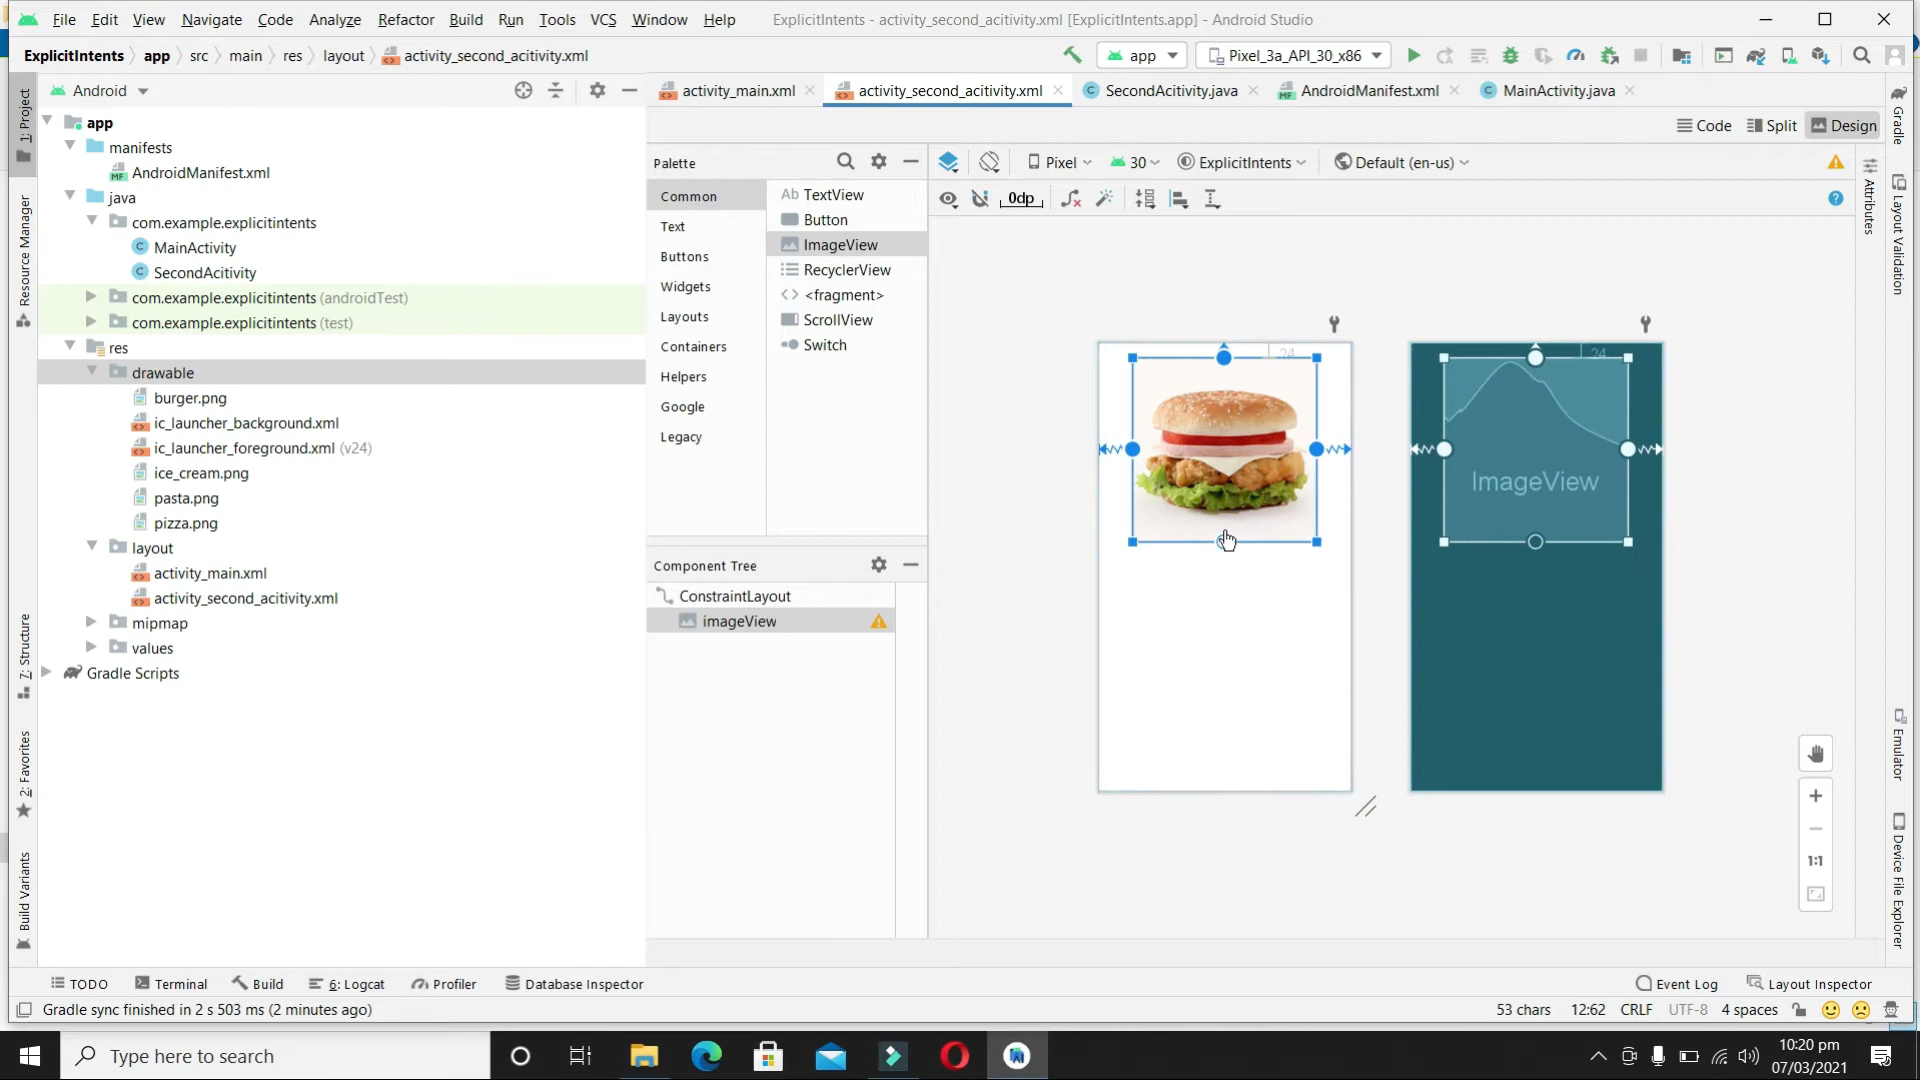 File Edit View Navigate Code Analyze Refactor Build Run Tools VCS Window Help ExplicitIntents - activity_second_acitivity.xml [ExplicitIntents.app] - Android Studio
ExplicitIntents app src main res layout activity_second_acitivity.xml app Pixel_3a_API_30_x86
1: Project
Resource Manager
Z: Structure
2: Favorites
Build Variants
Android
app
manifests
AndroidManifest.xml
java
com.example.explicitintents
MainActivity
SecondAcitivity
com.example.explicitintents (androidTest)
com.example.explicitintents (test)
res
drawable
burger.png
ic_launcher_background.xml
ic_launcher_foreground.xml (v24)
ice_cream.png
pasta.png
pizza.png
layout
activity_main.xml
activity_second_acitivity.xml
mipmap
values
Gradle Scripts
activity_main.xml activity_second_acitivity.xml SecondAcitivity.java AndroidManifest.xml MainActivity.java
Code Split Design
Palette
Common
Text
Buttons
Widgets
Layouts
Containers
Helpers
Google
Legacy
Ab TextView
Button
ImageView
RecyclerView
<fragment>
ScrollView
Switch
Component Tree
ConstraintLayout
imageView
Pixel 30 ExplicitIntents Default (en-us)
0dp
24
24
ImageView
1:1
Attributes
Gradle
Layout Validation
Emulator
Device File Explorer
TODO Terminal Build 6: Logcat Profiler Database Inspector Event Log Layout Inspector
Gradle sync finished in 2 s 503 ms (2 minutes ago) 53 chars 12:62 CRLF UTF-8 4 spaces
Type here to search
10:20 pm
07/03/2021